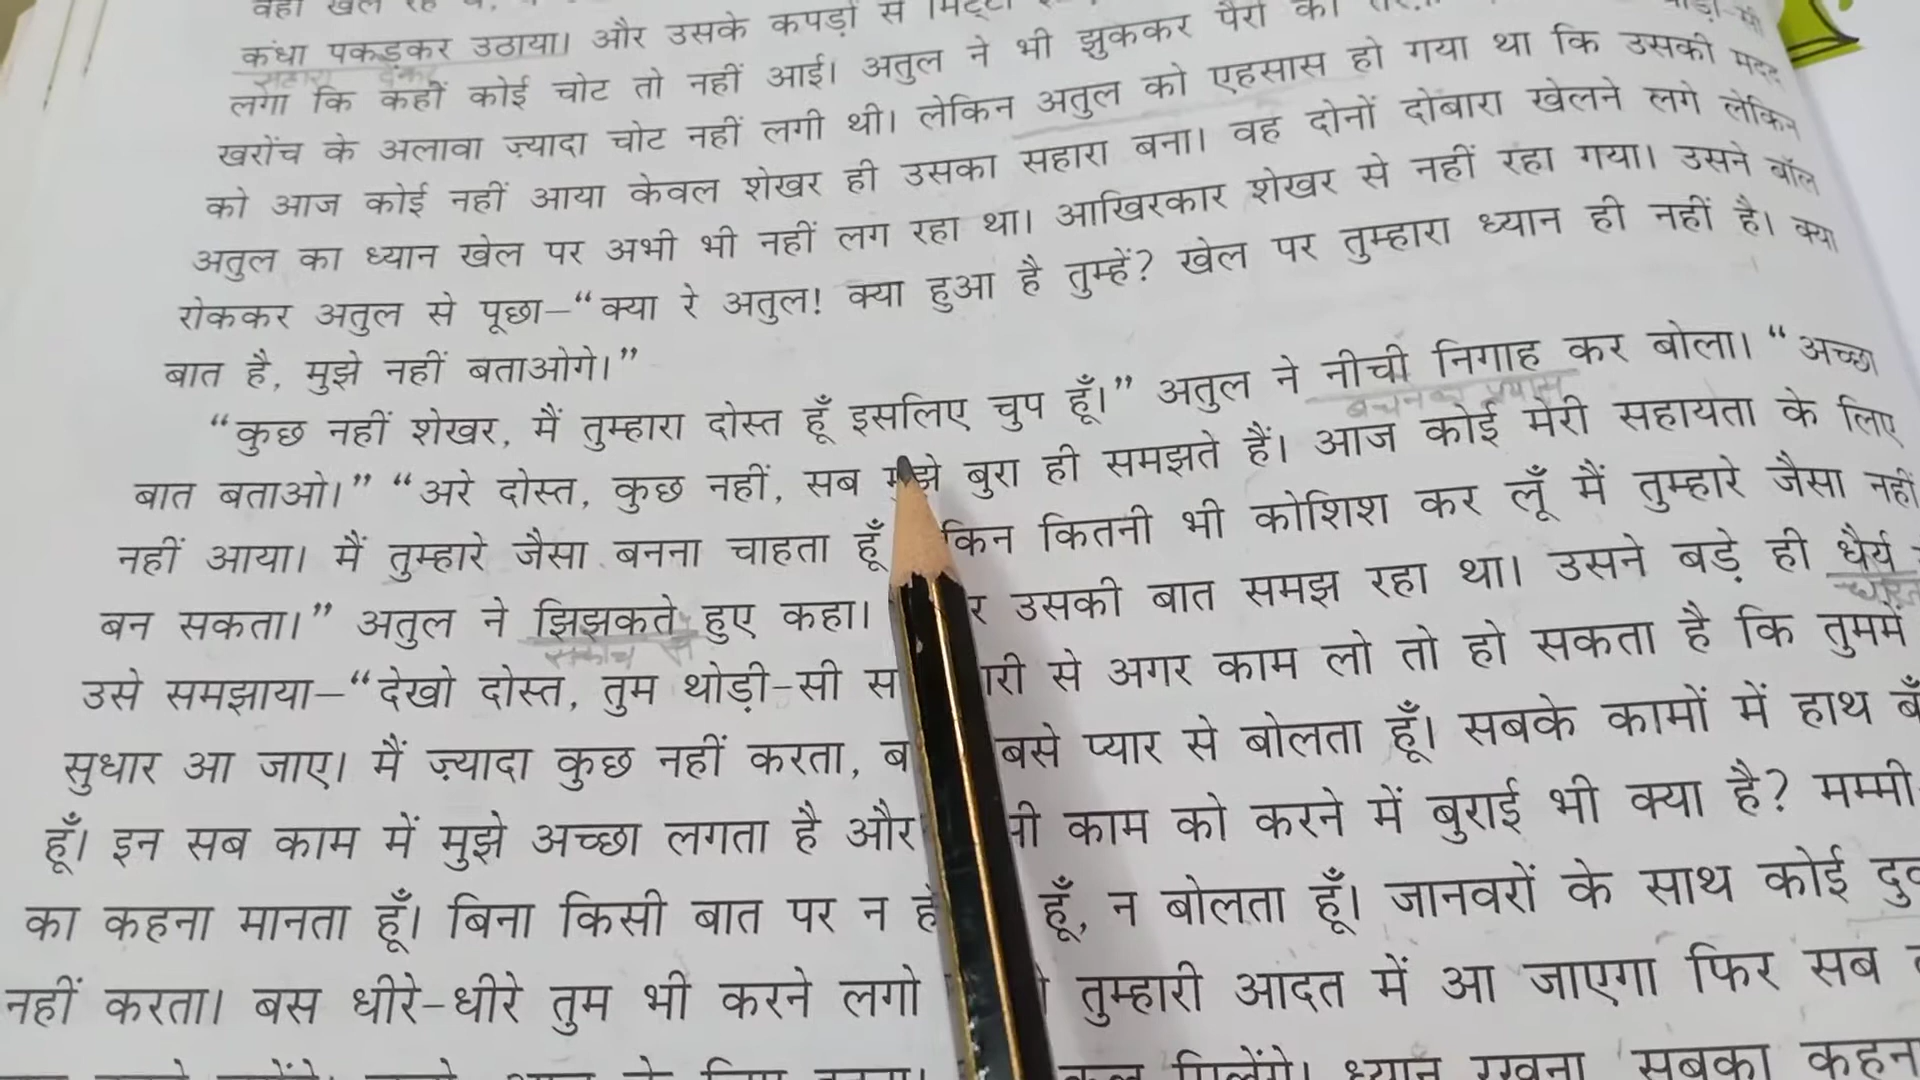 कंधा पकड़कर उठाया। और उसके कपड़ों से
लगा कि कहीं कोई चोट तो नहीं आई। अतुल ने भी झुककर पैरों
खरोंच के अलावा ज़्यादा चोट नहीं लगी थी। लेकिन अतुल को एहसास हो गया था कि उसकी मदद
को आज कोई नहीं आया केवल शेखर ही उसका सहारा बना। वह दोनों दोबारा खेलने लगे लेकिन
अतुल का ध्यान खेल पर अभी भी नहीं लग रहा था। आखिरकार शेखर से नहीं रहा गया। उसने बॉल
रोककर अतुल से पूछा–“क्या रे अतुल! क्या हुआ है तुम्हें? खेल पर तुम्हारा ध्यान ही नहीं है। क्या
बात है, मुझे नहीं बताओगे।”
“कुछ नहीं शेखर, मैं तुम्हारा दोस्त हूँ इसलिए चुप हूँ।” अतुल ने नीची निगाह कर बोला। “अच्छा
बात बताओ।” “अरे दोस्त, कुछ नहीं, सब मुझे बुरा ही समझते हैं। आज कोई मेरी सहायता के लिए
नहीं आया। मैं तुम्हारे जैसा बनना चाहता हूँ किन कितनी भी कोशिश कर लूँ मैं तुम्हारे जैसा नहीं
बन सकता।” अतुल ने झिझकते हुए कहा। र उसकी बात समझ रहा था। उसने बड़े ही धैर्य
उसे समझाया–“देखो दोस्त, तुम थोड़ी-सी स री से अगर काम लो तो हो सकता है कि तुममें
सुधार आ जाए। मैं ज़्यादा कुछ नहीं करता, ब बसे प्यार से बोलता हूँ। सबके कामों में हाथ
हूँ। इन सब काम में मुझे अच्छा लगता है और काम को करने में बुराई भी क्या है? मम्मी
का कहना मानता हूँ। बिना किसी बात पर न हूँ, न बोलता हूँ। जानवरों के साथ कोई
नहीं करता। बस धीरे-धीरे तुम भी करने लगो तुम्हारी आदत में आ जाएगा फिर सब
मिलेंगे। ध्यान रखना सबका कहना